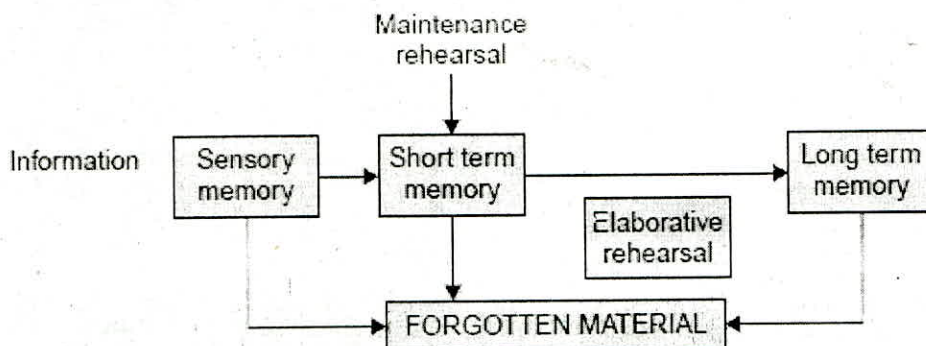 Maintenance
rehearsal
Information
Sensory
memory
Short term
memory
Long term
memory
Elaborative
rehearsal
FORGOTTEN MATERIAL